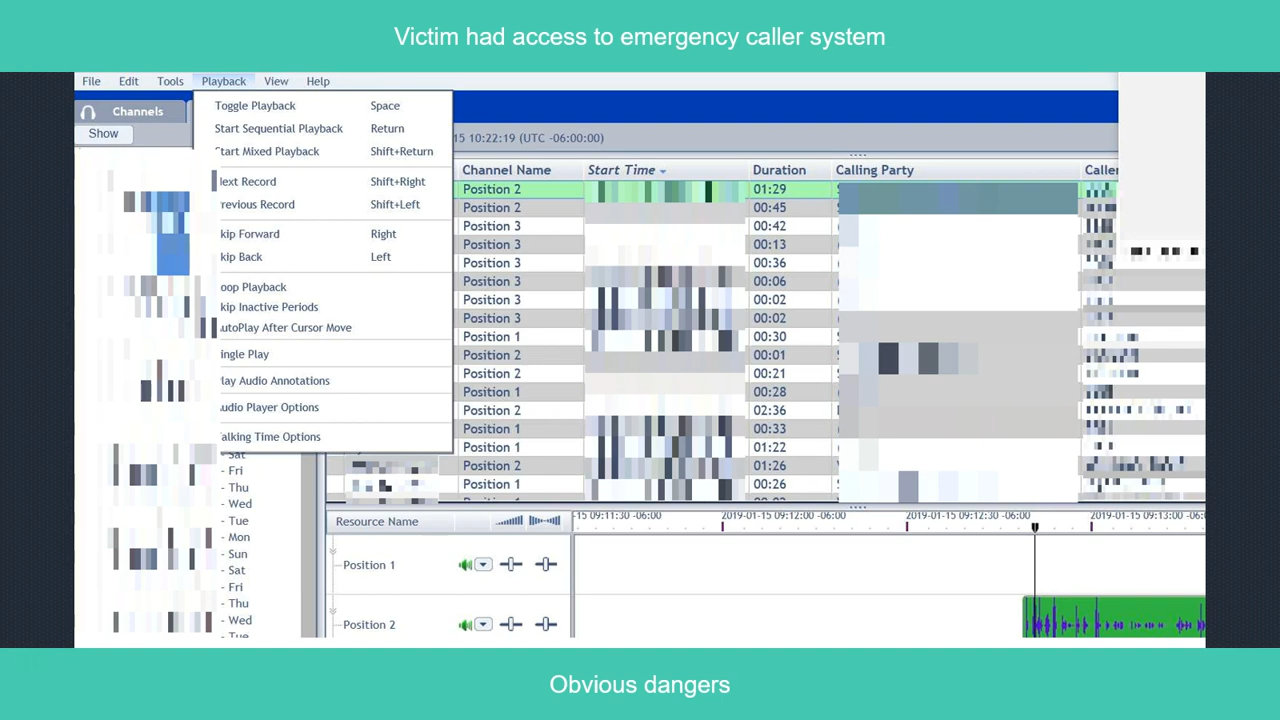 Victim had access to emergency caller system
File Edit Tools Playback View Help
Channels
Show
Toggle Playback Space
Start Sequential Playback Return
Start Mixed Playback Shift+Return
Next Record Shift+Right
Previous Record Shift+Left
Skip Forward Right
Skip Back Left
Loop Playback
Skip Inactive Periods
AutoPlay After Cursor Move
Single Play
Play Audio Annotations
Audio Player Options
Talking Time Options
15 10:22:19 (UTC -06:00:00)
Channel Name Start Time Duration Calling Party Caller
Position 2 01:29
Position 2 00:45
Position 3 00:42
Position 3 00:13
Position 3 00:36
Position 3 00:06
Position 3 00:02
Position 3 00:02
Position 1 00:30
Position 2 00:01
Position 2 00:21
Position 1 00:28
Position 2 02:36
Position 1 00:33
Position 1 01:22
Position 2 01:26
Position 1 00:26
- Sat
- Fri
- Thu
- Wed
- Tue
- Mon
- Sun
- Sat
- Fri
- Thu
- Wed
- Tue
Resource Name
-15 09:11:30 -06:00 2019-01-15 09:12:00 -06:00 2019-01-15 09:12:30 -06:00 2019-01-15 09:13:00 -06:0
Position 1
Position 2
Obvious dangers